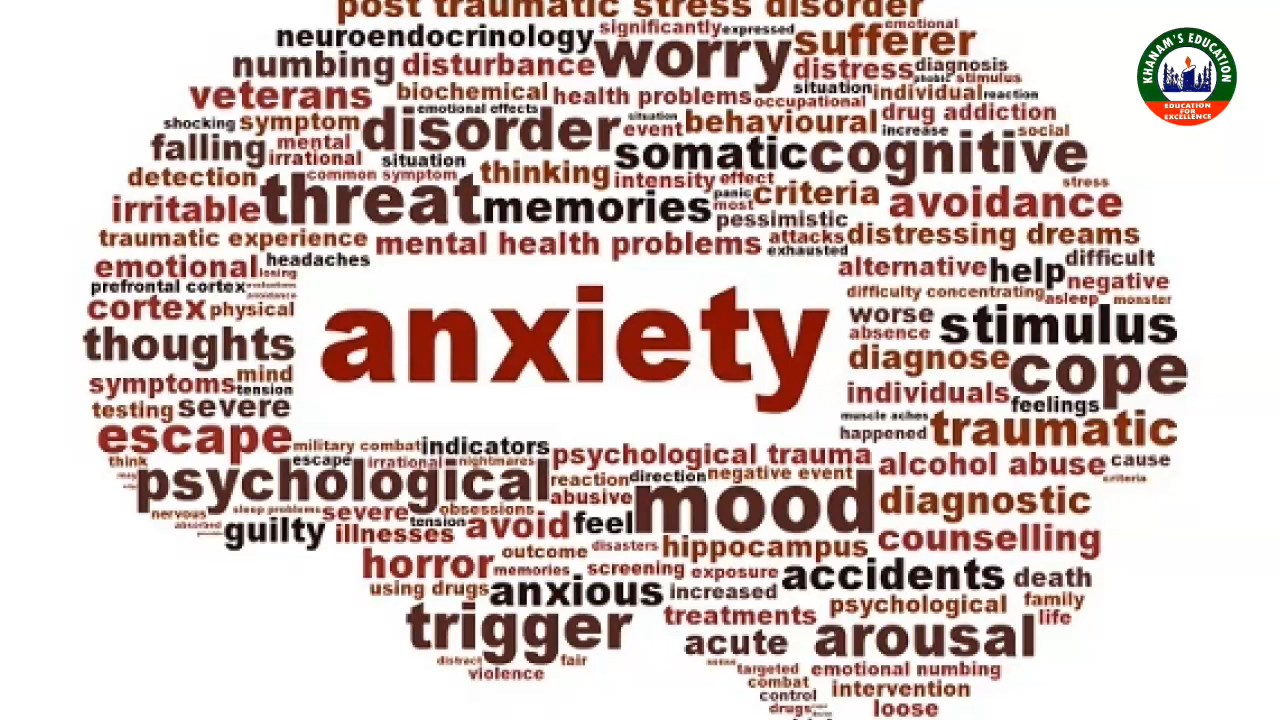 post traumatic stress disorder
neuroendocrinology significantly expressed emotional
worry sufferer
numbing disturbance distress diagnosis
phobic stimulus
veterans biochemical health problems situation individual reaction
emotional effects occupational drug addiction
shocking symptom disorder situation event behavioural increase social
falling mental irrational situation somatic cognitive
detection common symptom thinking intensity effect stress
irritable threat memories panic most criteria avoidance
pessimistic
traumatic experience mental health problems attacks exhausted distressing dreams
emotional losing headaches alternative help difficult negative
prefrontal cortex avoidance difficulty concentrating asleep monster
cortex physical worse absence stimulus
anxiety
thoughts diagnose cope
symptoms mind tension individuals feelings
testing severe muscle aches
escape military combat indicators happened traumatic
think escape irrational nightmares psychological trauma alcohol abuse cause
psychological reaction direction negative event criteria
abusive mood diagnostic
nervous sleep problems severe obsessions
absorbed guilty illnesses tension avoid feel counselling
horror outcome disasters hippocampus
memories screening exposure accidents death
using drugs anxious increased psychological family
trigger treatments life
acute arousal
distract fair
violence targeted emotional numbing
combat intervention
control
drugs loose
KHANAM'S EDUCATION
EDUCATION
FOR
EXCELLENCE